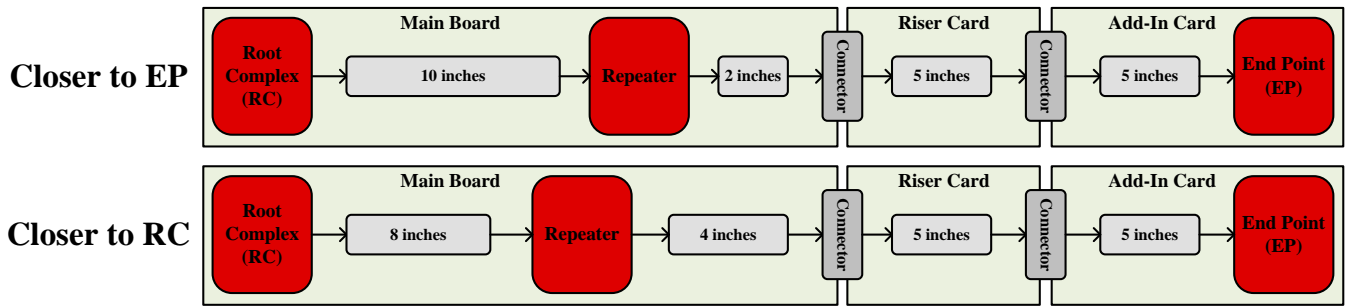 Main Board
Riser Card
Add-In Card
Closer to EP
Root
Complex
(RC)
10 inches
Repeater
2 inches
Connector
5 inches
Connector
5 inches
End Point
(EP)
Main Board
Riser Card
Add-In Card
Closer to RC
Root
Complex
(RC)
8 inches
Repeater
4 inches
Connector
5 inches
Connector
5 inches
End Point
(EP)